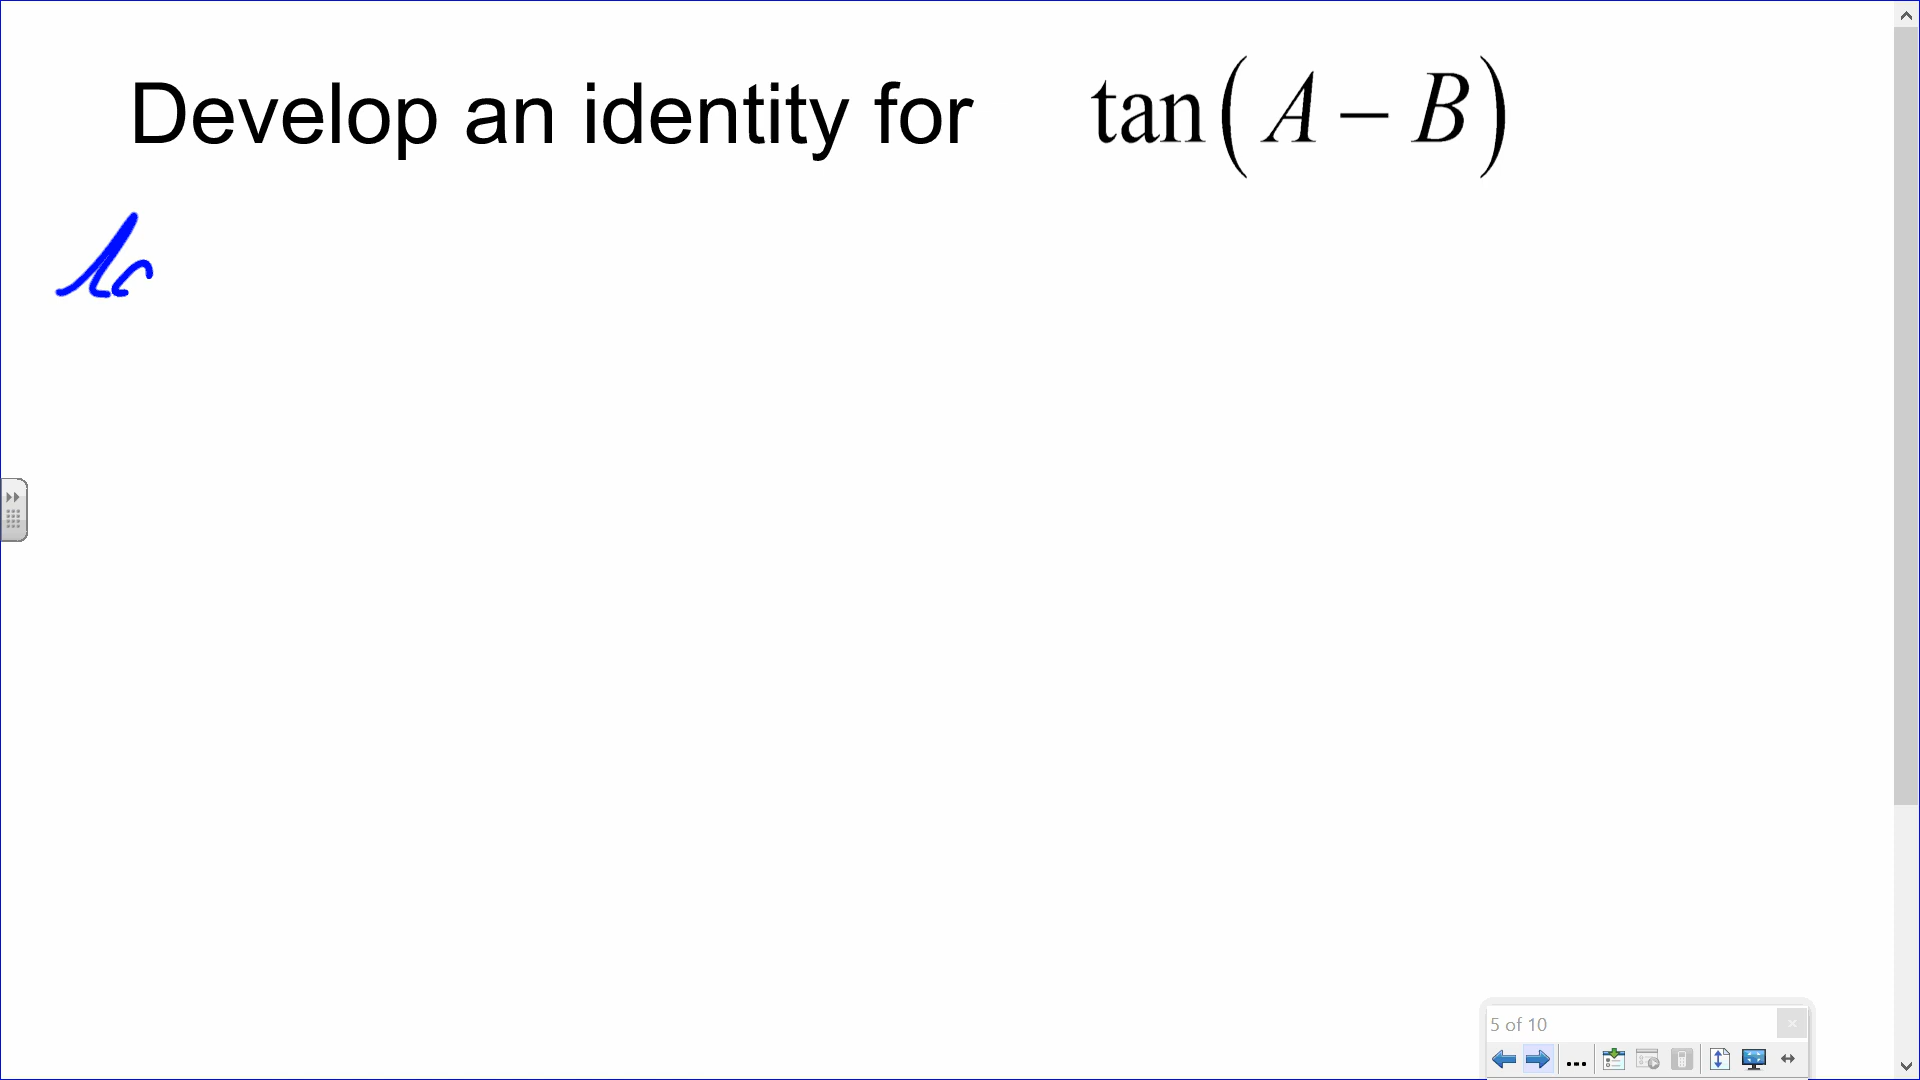 Develop an identity for tan(A − B)
5 of 10